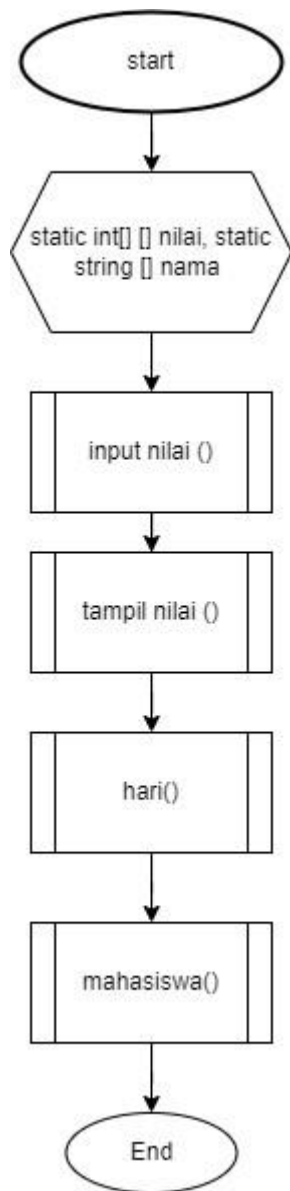 start
static int[] [] nilai, static
string [] nama
input nilai ()
tampil nilai ()
hari()
mahasiswa()
End